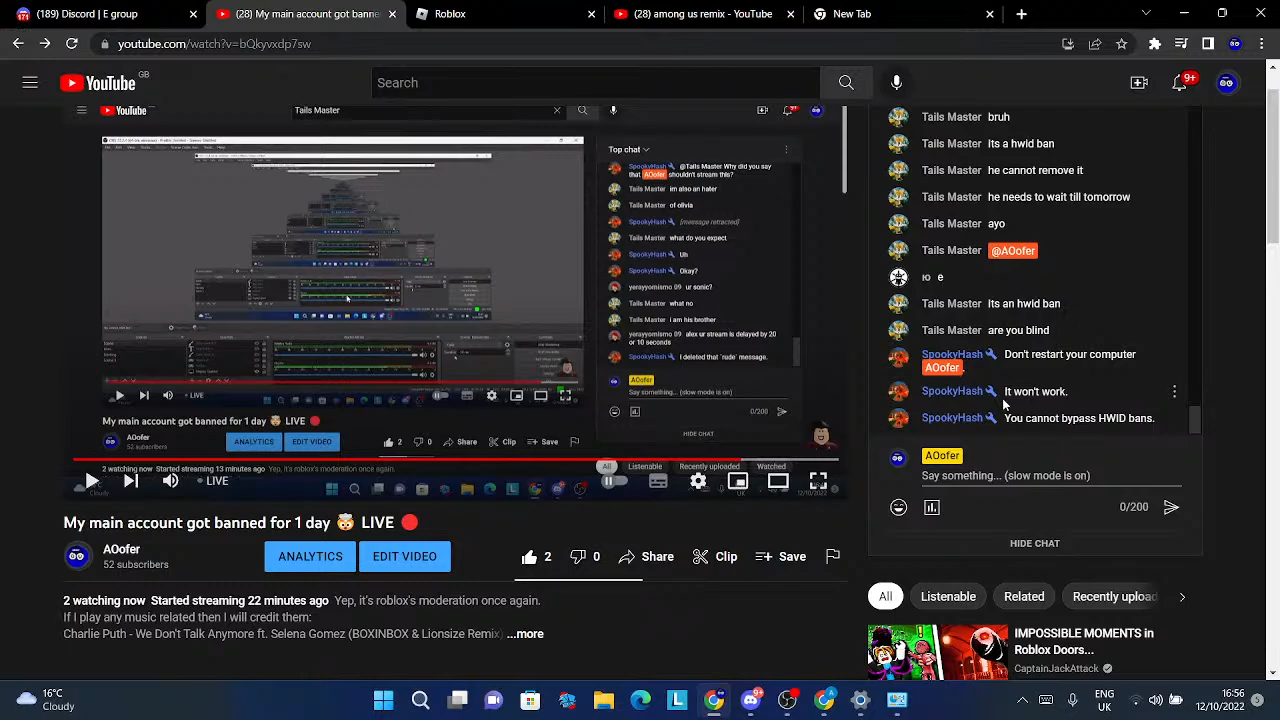 (189) Discord | E group
(28) My main account got banne
Roblox
(28) among us remix - YouTube
New Tab
youtube.com/watch?v=bQkyvxdp7sw
YouTube GB
Search
9+
YouTube
Tails Master
Top chat
SpookyHash @Tails Master Why did you say
that AOofer shouldn't stream this?
Tails Master im also an hater
Tails Master of olivia
SpookyHash [message retracted]
Tails Master what do you expect
SpookyHash Uh
SpookyHash Okay?
yerayyomismo 09 ur sonic?
Tails Master what no
Tails Master i am his brother
yerayyomismo 09 alex ur stream is delayed by 20
or 10 seconds
SpookyHash I deleted that 'rude' message.
AOofer
Say something... (slow mode is on)
0/200
HIDE CHAT
LIVE
My main account got banned for 1 day 🤯 LIVE 🔴
AOofer
52 subscribers
ANALYTICS
EDIT VIDEO
2
0
Share
Clip
Save
2 watching now Started streaming 13 minutes ago Yep, it's roblox's moderation once again.
All
Listenable
Recently uploaded
Watched
Cloudy
LIVE
UK
12/10/2022
My main account got banned for 1 day 🤯 LIVE 🔴
AOofer
52 subscribers
ANALYTICS
EDIT VIDEO
2
0
Share
Clip
Save
2 watching now Started streaming 22 minutes ago Yep, it's roblox's moderation once again.
If I play any music related then I will credit them:
Charlie Puth - We Don't Talk Anymore ft. Selena Gomez (BOXINBOX & Lionsize Remix) ...more
Tails Master bruh
Tails Master its an hwid ban
Tails Master he cant remove it
Tails Master he needs to wait till tomorrow
Tails Master ayo
Tails Master @AOofer
Tails Master its an hwid ban
Tails Master are you blind
SpookyHash Don't restart your computer
AOofer.
SpookyHash It won't work.
SpookyHash You cannot bypass HWID bans.
AOofer
Say something... (slow mode is on)
0/200
HIDE CHAT
All
Listenable
Related
Recently upload
IMPOSSIBLE MOMENTS in
Roblox Doors...
CaptainJackAttack
16°C
Cloudy
9+
ENG
UK
16:56
12/10/2022